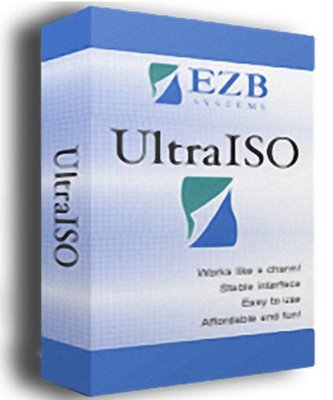 EZB
SYSTEMS
UltraISO
UltraISO
Works like a charm!
Stable interface
Easy to use
Affordable and fun!